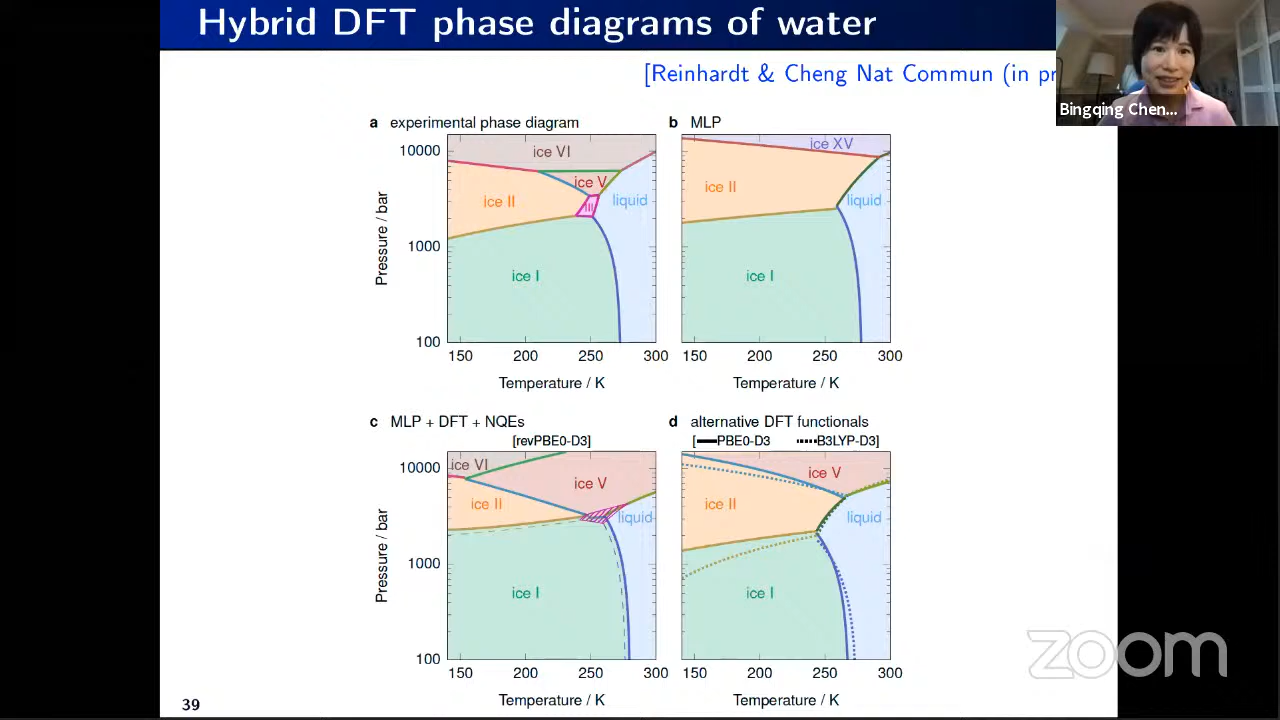 Hybrid DFT phase diagrams of water
[Reinhardt & Cheng Nat Commun (in pr
Bingqing Chen...
a experimental phase diagram
10000
1000
100
150 200 250 300
Pressure / bar
Temperature / K
ice VI
ice V
ice II
III
liquid
ice I
b MLP
ice XV
ice II
liquid
ice I
150 200 250 300
Temperature / K
c MLP + DFT + NQEs
[revPBE0-D3]
10000
1000
100
150 200 250 300
Pressure / bar
Temperature / K
ice VI
ice V
ice II
liquid
ice I
d alternative DFT functionals
[PBE0-D3 B3LYP-D3]
ice V
ice II
liquid
ice I
150 200 250 300
Temperature / K
zoom
39